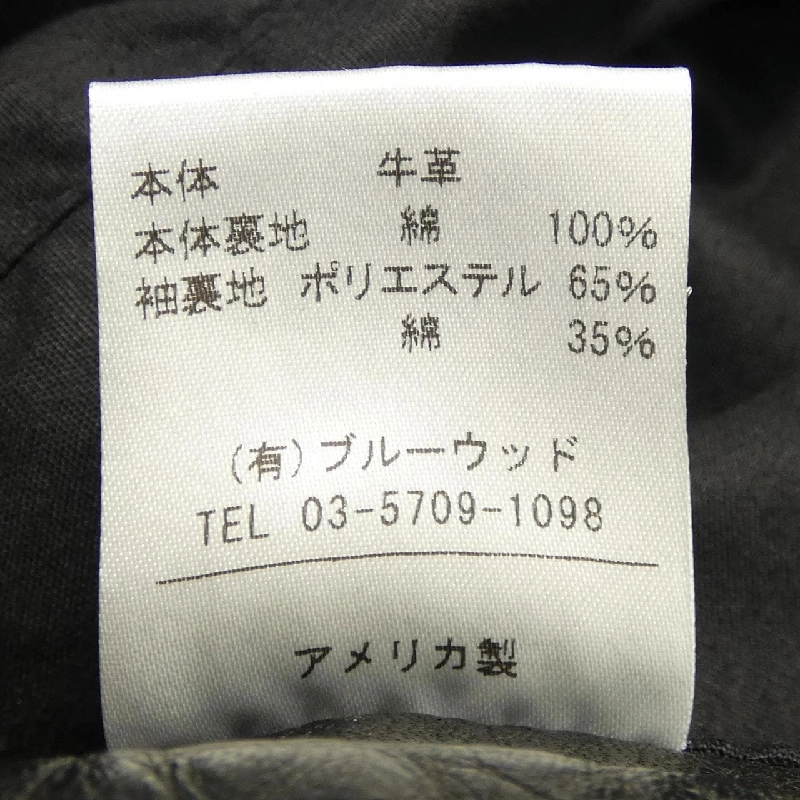 本体 牛革
本体裏地 綿 100%
袖裏地 ポリエステル 65%
綿 35%
(有)ブルーウッド
TEL 03-5709-1098
アメリカ製